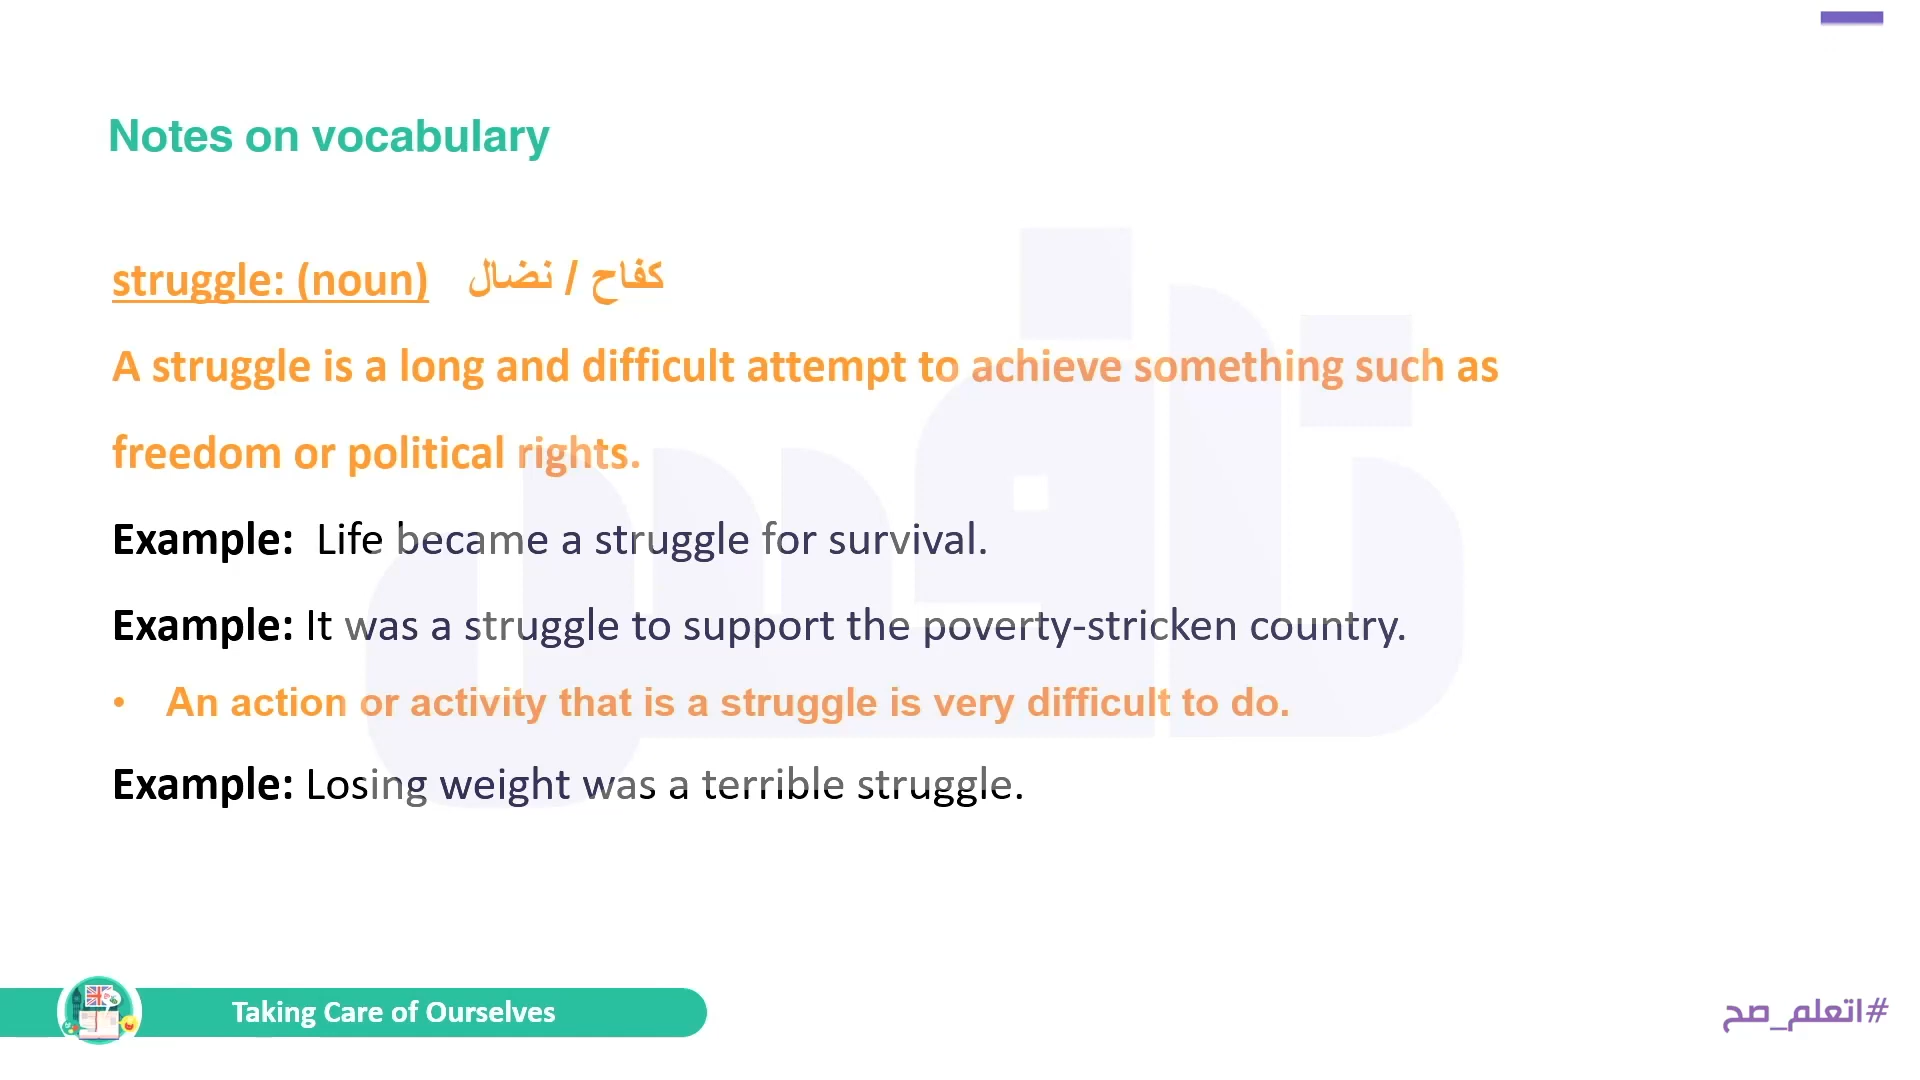 Notes on vocabulary
struggle: (noun) كفاح / نضال
A struggle is a long and difficult attempt to achieve something such as
freedom or political rights.
Example: Life became a struggle for survival.
Example: It was a struggle to support the poverty-stricken country.
• An action or activity that is a struggle is very difficult to do.
Example: Losing weight was a terrible struggle.
Taking Care of Ourselves
#اتعلم_صح
نافس